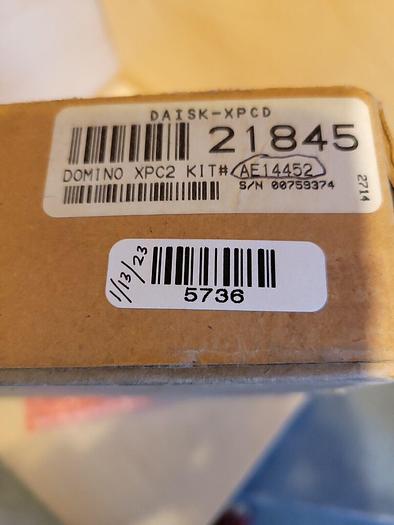 DAISK-XPCD
21845
DOMINO XPC2 KIT# AE14452
S/N 00759374
2714
1/13/23
5736